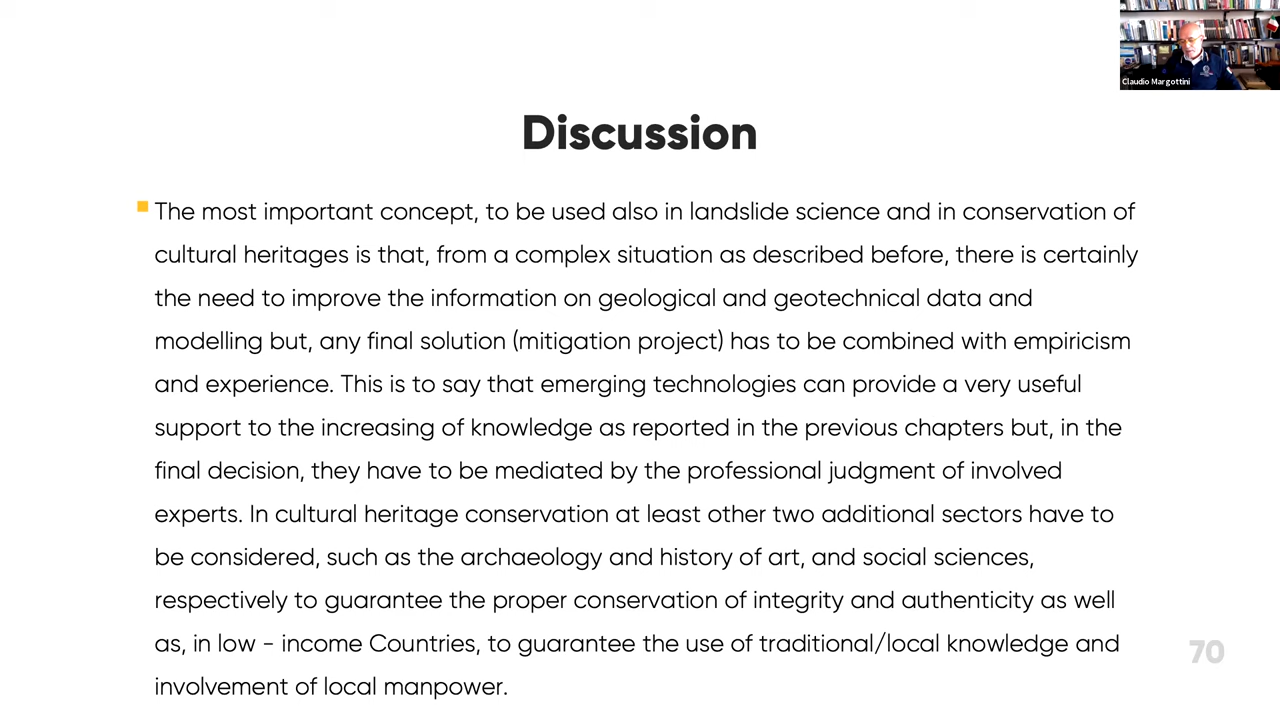 Claudio Margottini
Discussion
The most important concept, to be used also in landslide science and in conservation of
cultural heritages is that, from a complex situation as described before, there is certainly
the need to improve the information on geological and geotechnical data and
modelling but, any final solution (mitigation project) has to be combined with empiricism
and experience. This is to say that emerging technologies can provide a very useful
support to the increasing of knowledge as reported in the previous chapters but, in the
final decision, they have to be mediated by the professional judgment of involved
experts. In cultural heritage conservation at least other two additional sectors have to
be considered, such as the archaeology and history of art, and social sciences,
respectively to guarantee the proper conservation of integrity and authenticity as well
as, in low - income Countries, to guarantee the use of traditional/local knowledge and
involvement of local manpower.
70